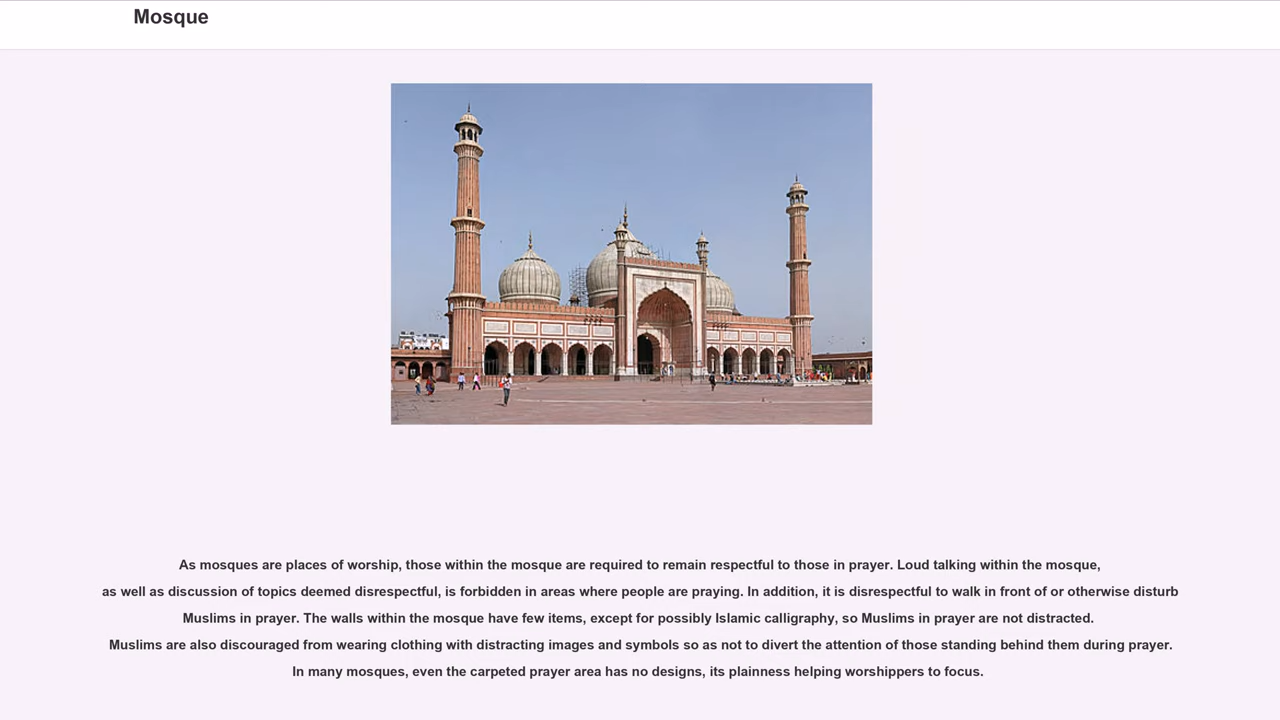 Mosque
As mosques are places of worship, those within the mosque are required to remain respectful to those in prayer. Loud talking within the mosque,
as well as discussion of topics deemed disrespectful, is forbidden in areas where people are praying. In addition, it is disrespectful to walk in front of or otherwise disturb
Muslims in prayer. The walls within the mosque have few items, except for possibly Islamic calligraphy, so Muslims in prayer are not distracted.
Muslims are also discouraged from wearing clothing with distracting images and symbols so as not to divert the attention of those standing behind them during prayer.
In many mosques, even the carpeted prayer area has no designs, its plainness helping worshippers to focus.